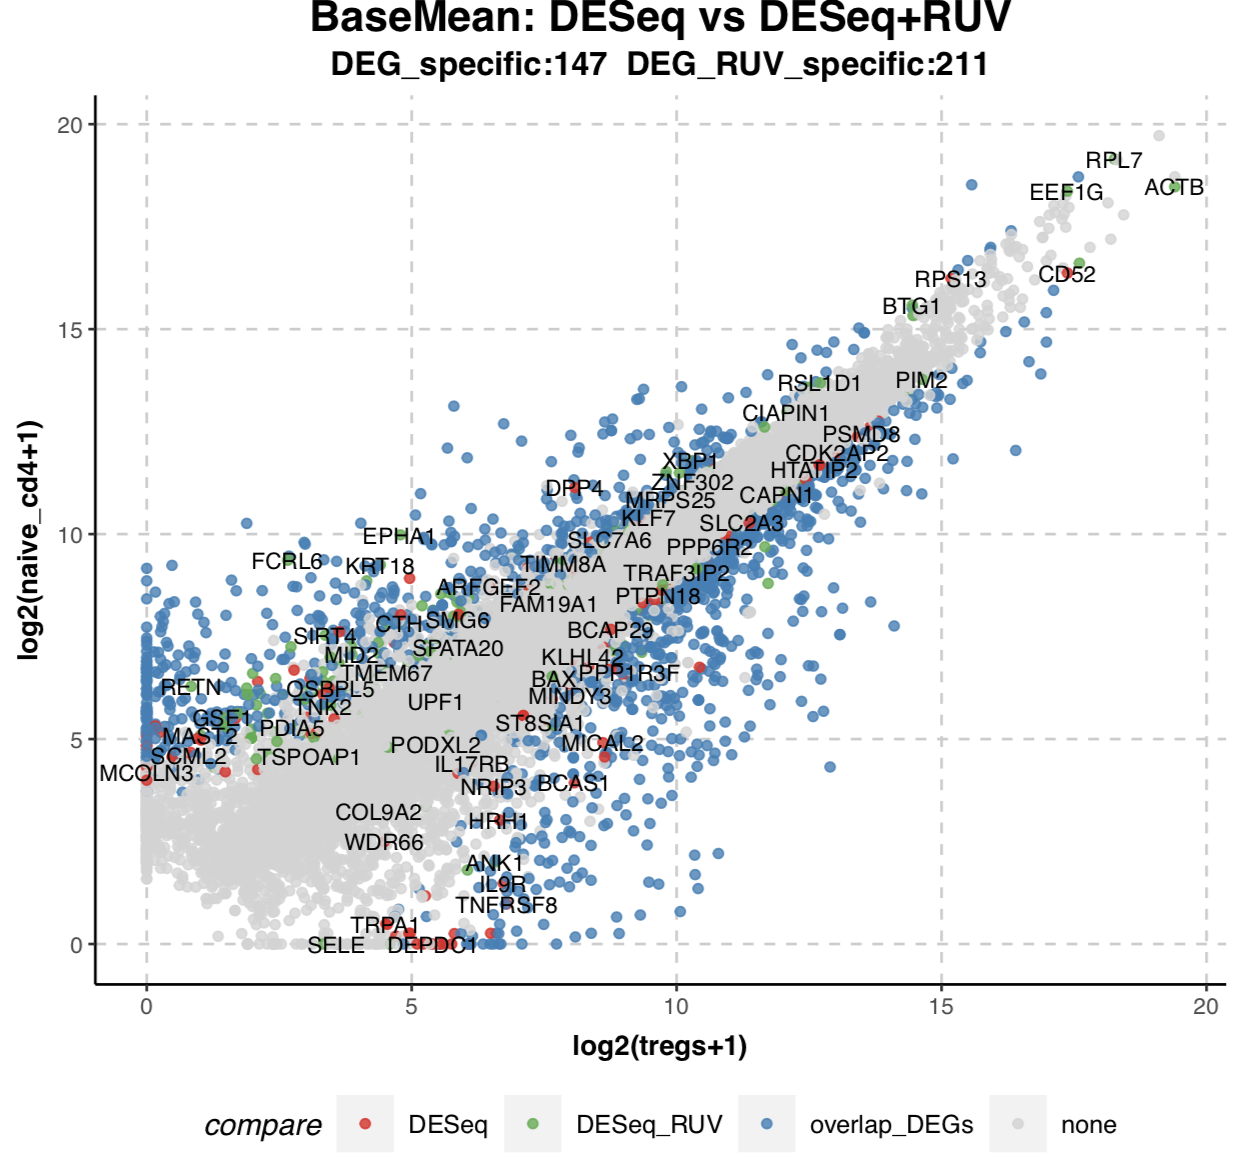 BaseMean: DESeq vs DESeq+RUV
DEG_specific:147 DEG_RUV_specific:211
log2(naive_cd4+1)
20
15
10
5
0
RPL7
EEF1G
ACTB
CD52
RPS13
BTG1
RSL1D1
PIM2
CIAPIN1
PSMD8
CDK2AP2
XBP1
HTATIP2
ZNF302
DPP4
MRPS25
CAPN1
KLF7
SLC2A3
EPHA1
SLC7A6
PPP6R2
FCRL6
KRT18
TIMM8A
TRAF3IP2
ARFGEF2
PTPN18
FAM19A1
CTH
SMG6
BCAP29
SIRT4
SPATA20
MID2
KLHL42
TMEM67
PPP1R3F
BAX
RETN
OSBPL5
MINDY3
UPF1
TNK2
GSE1
ST8SIA1
PDIA5
MAST2
MICAL2
PODXL2
SCML2
TSPOAP1
IL17RB
MCOLN3
NRIP3
BCAS1
COL9A2
HRH1
WDR66
ANK1
IL9R
TNFRSF8
TRPA1
SELE
DEPDC1
0
5
10
15
20
log2(tregs+1)
compare
DESeq
DESeq_RUV
overlap_DEGs
none